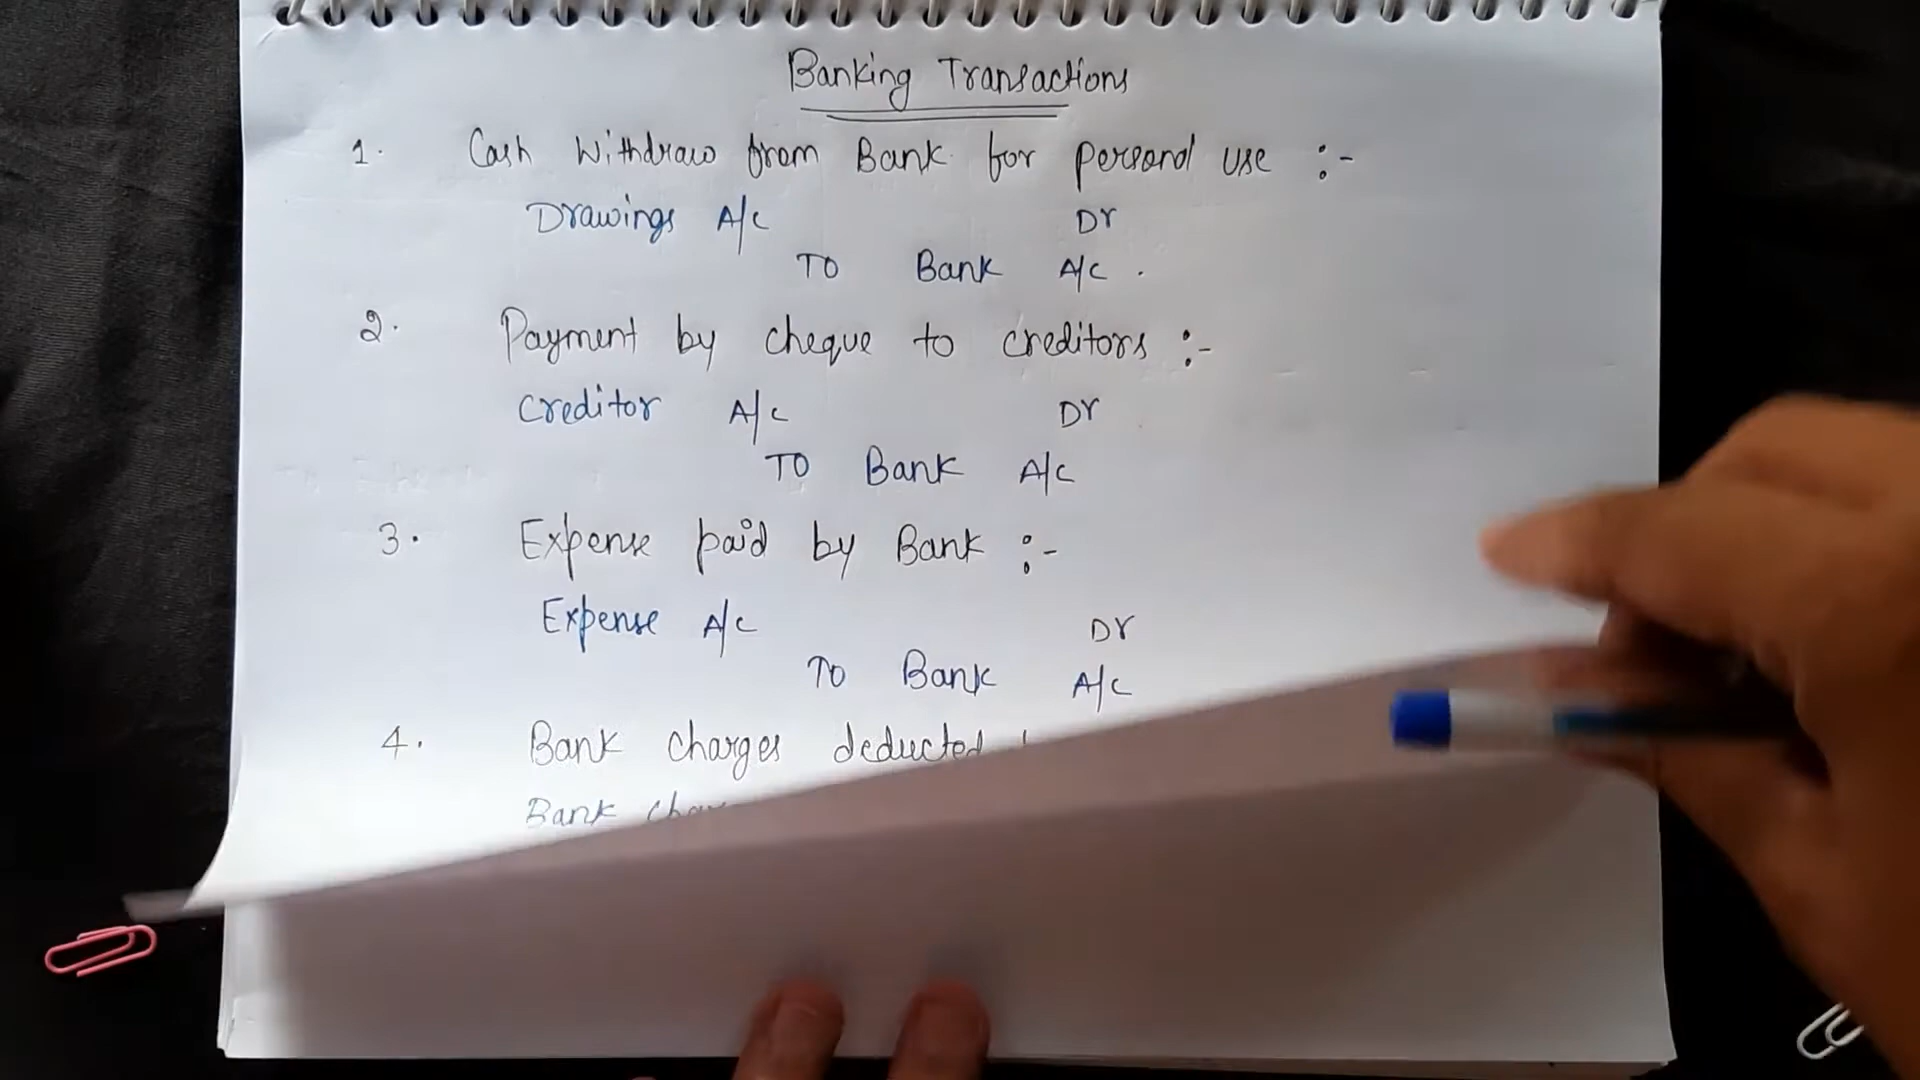 Banking Transactions
1. Cash Withdraw from Bank for personal use :-
Drawings A/C Dr
TO Bank A/C .
2. Payment by cheque to creditors :-
Creditor A/C Dr
TO Bank A/C
3. Expense paid by Bank :-
Expense A/C Dr
TO Bank A/C
4. Bank charges deducted
Bank